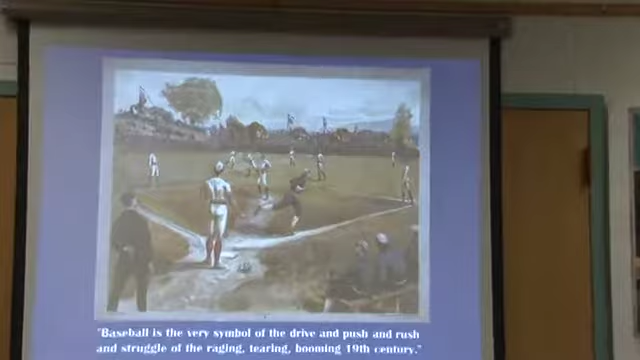 "Baseball is the very symbol of the drive and push and rush
and struggle of the raging, tearing, booming 19th century."